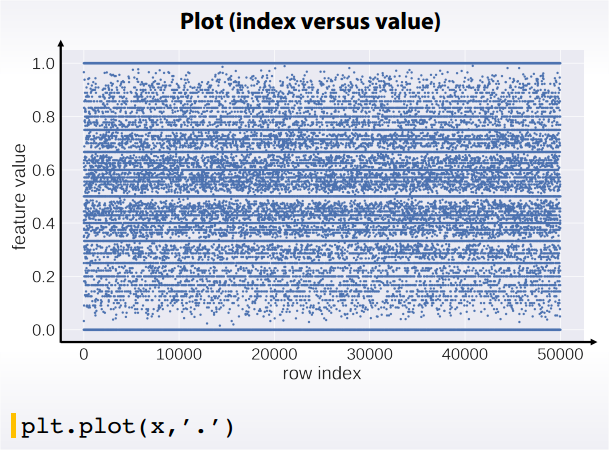 Plot (index versus value)
1.0
0.8
0.6
0.4
0.2
0.0
feature value
0 10000 20000 30000 40000 50000
row index
plt.plot(x,’.’)